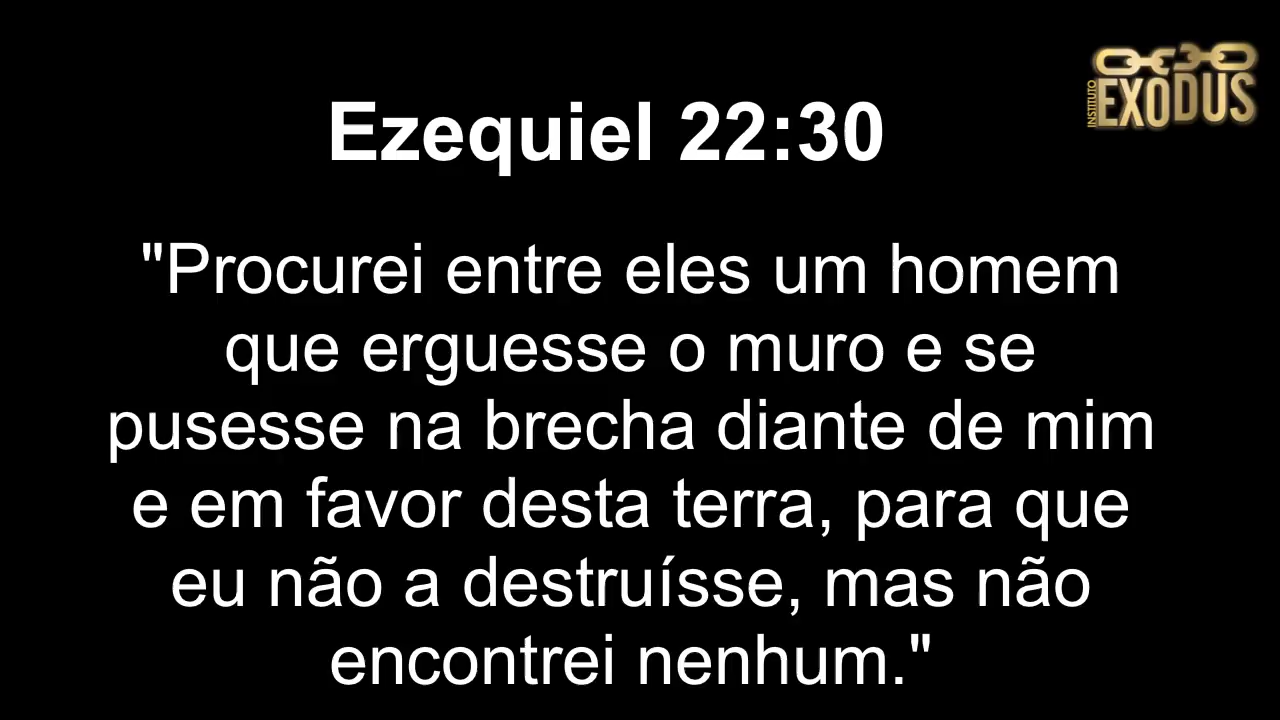 INSTITUTO
EXODUS
Ezequiel 22:30
"Procurei entre eles um homem
que erguesse o muro e se
pusesse na brecha diante de mim
e em favor desta terra, para que
eu não a destruísse, mas não
encontrei nenhum."